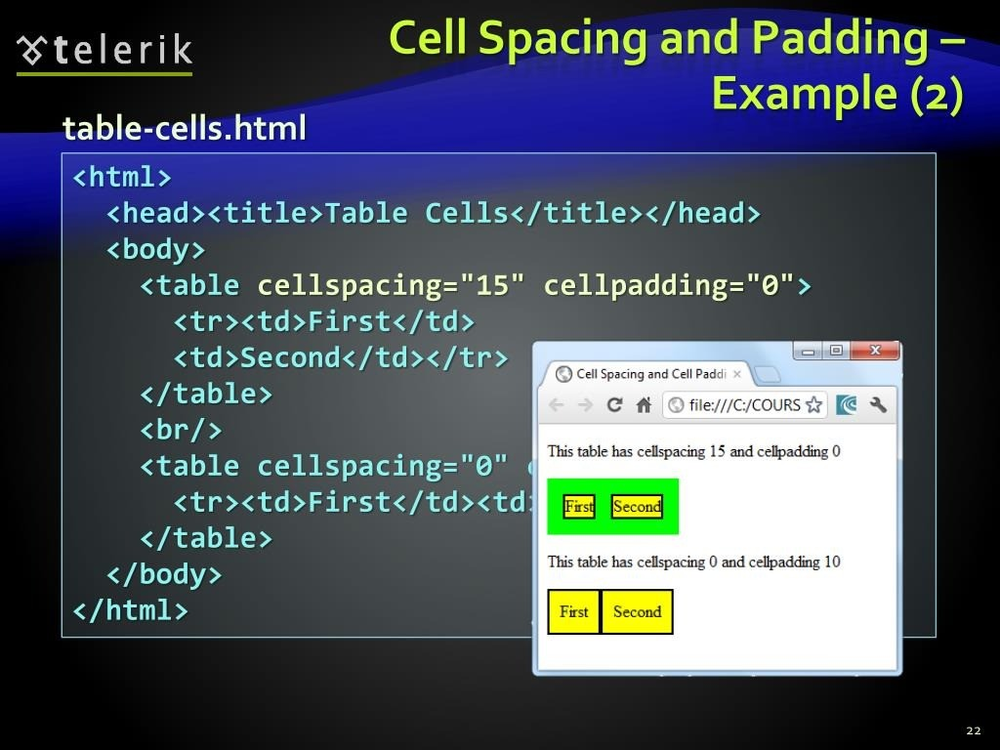 telerik
Cell Spacing and Padding –
Example (2)
table-cells.html
<html>
<head><title>Table Cells</title></head>
<body>
<table cellspacing="15" cellpadding="0">
<tr><td>First</td>
<td>Second</td></tr>
</table>
<br/>
<table cellspacing="0"
<tr><td>First</td><td>
</table>
</body>
</html>
Cell Spacing and Cell Paddi
file:///C:/COURS
This table has cellspacing 15 and cellpadding 0
First Second
This table has cellspacing 0 and cellpadding 10
First Second
22